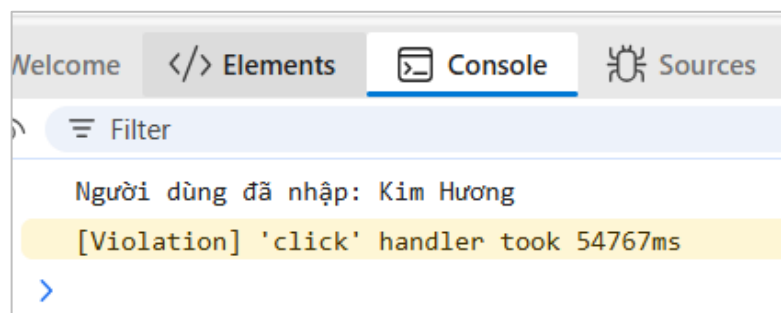 Welcome </> Elements Console Sources
Filter
Người dùng đã nhập: Kim Hương
[Violation] 'click' handler took 54767ms
>